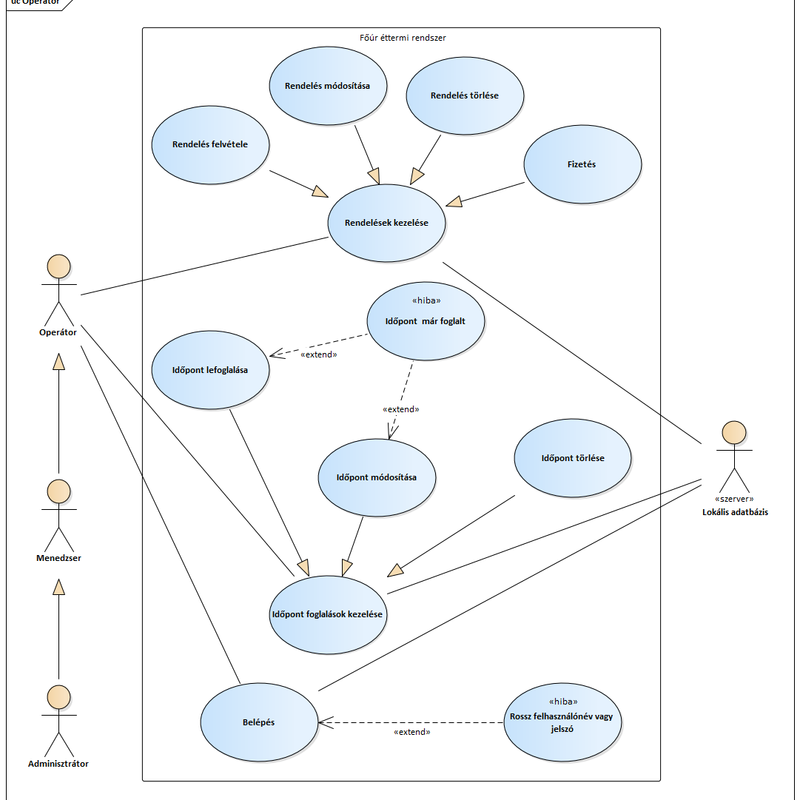 uc Operátor
Főúr éttermi rendszer
Rendelés módosítása
Rendelés törlése
Rendelés felvétele
Fizetés
Rendelések kezelése
Operátor
«hiba»
Időpont már foglalt
«extend»
Időpont lefoglalása
«extend»
Időpont módosítása
Időpont törlése
«szerver»
Lokális adatbázis
Menedzser
Időpont foglalások kezelése
Belépés
«hiba»
Rossz felhasználónév vagy
jelszó
«extend»
Adminisztrátor